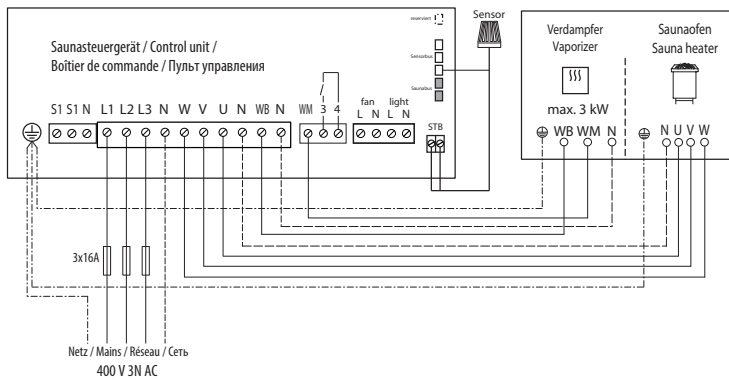 reserviert
Sensor
Saunasteuergerät / Control unit /
Boîtier de commande / Пульт управления
Sensorbus
Saunabus
Verdampfer
Vaporizer
max. 3 kW
Saunaofen
Sauna heater
S1 S1 N L1 L2 L3 N W V U N WB N WM 3 4
fan light
L N L N
STB
WB WM N
N U V W
3x16A
Netz / Mains / Réseau / Сеть
400 V 3N AC